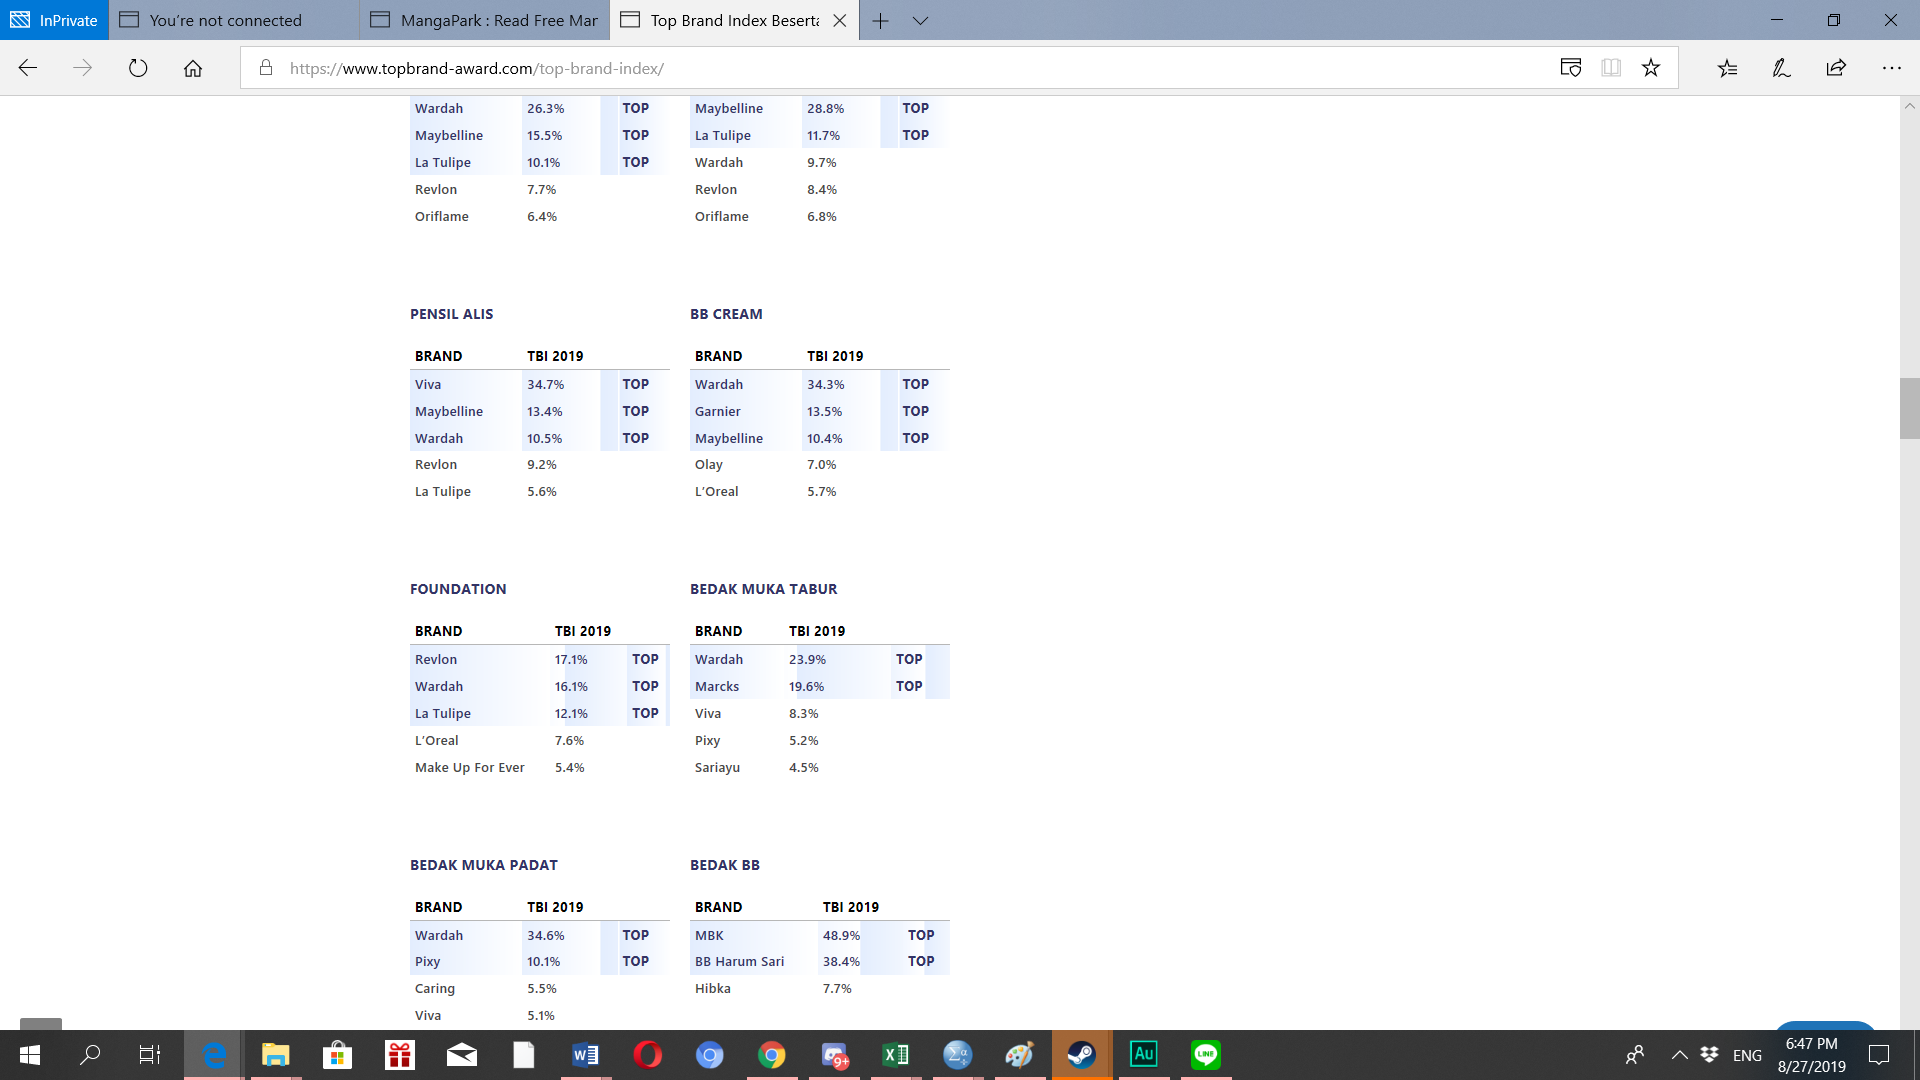 InPrivate
You're not connected
MangaPark : Read Free Mar
Top Brand Index Beserta
https://www.topbrand-award.com/top-brand-index/
Wardah 26.3% TOP
Maybelline 15.5% TOP
La Tulipe 10.1% TOP
Revlon 7.7%
Oriflame 6.4%
Maybelline 28.8% TOP
La Tulipe 11.7% TOP
Wardah 9.7%
Revlon 8.4%
Oriflame 6.8%
PENSIL ALIS
BRAND TBI 2019
Viva 34.7% TOP
Maybelline 13.4% TOP
Wardah 10.5% TOP
Revlon 9.2%
La Tulipe 5.6%
BB CREAM
BRAND TBI 2019
Wardah 34.3% TOP
Garnier 13.5% TOP
Maybelline 10.4% TOP
Olay 7.0%
L'Oreal 5.7%
FOUNDATION
BRAND TBI 2019
Revlon 17.1% TOP
Wardah 16.1% TOP
La Tulipe 12.1% TOP
L'Oreal 7.6%
Make Up For Ever 5.4%
BEDAK MUKA TABUR
BRAND TBI 2019
Wardah 23.9% TOP
Marcks 19.6% TOP
Viva 8.3%
Pixy 5.2%
Sariayu 4.5%
BEDAK MUKA PADAT
BRAND TBI 2019
Wardah 34.6% TOP
Pixy 10.1% TOP
Caring 5.5%
Viva 5.1%
BEDAK BB
BRAND TBI 2019
MBK 48.9% TOP
BB Harum Sari 38.4% TOP
Hibka 7.7%
9+
Σα
Au
LINE
ENG
6:47 PM
8/27/2019